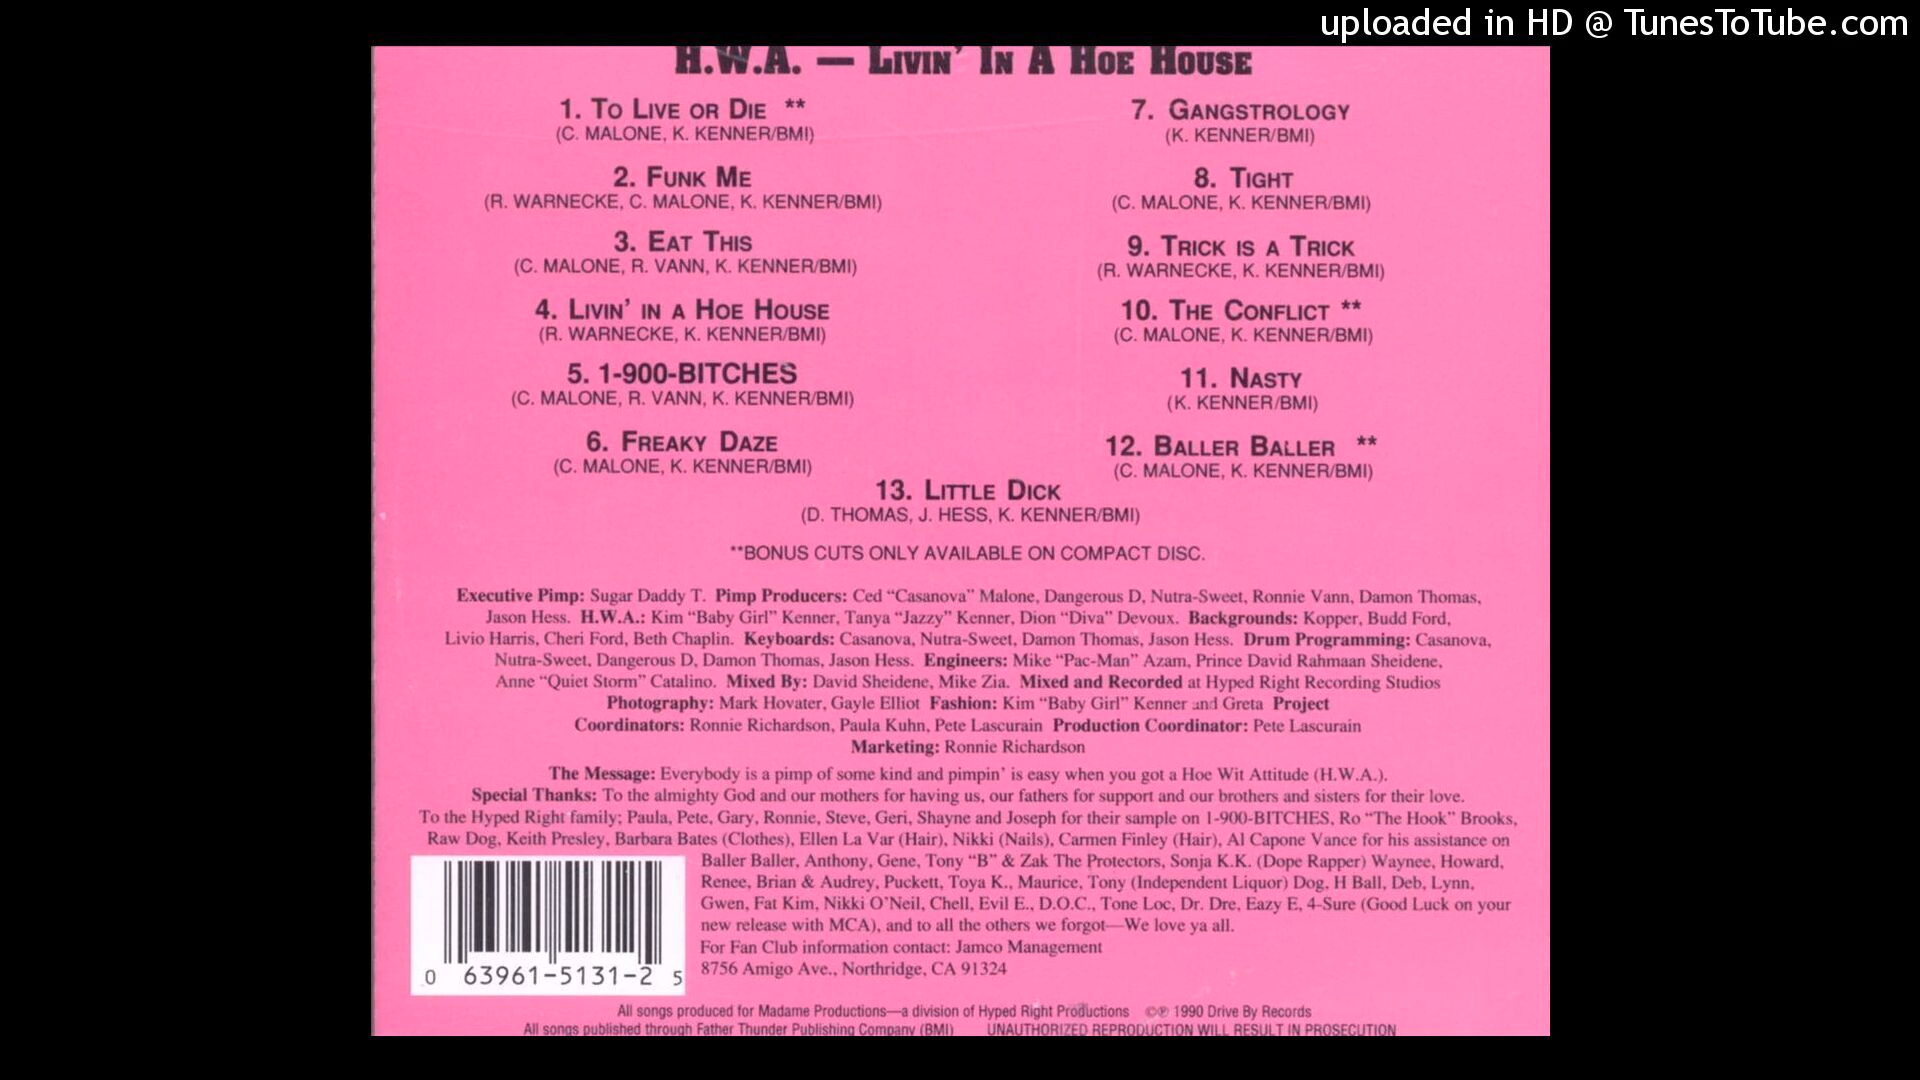 uploaded in HD @ TunesToTube.com
H.W.A. — LIVIN' IN A HOE HOUSE
1. TO LIVE OR DIE **
(C. MALONE, K. KENNER/BMI)
2. FUNK ME
(R. WARNECKE, C. MALONE, K. KENNER/BMI)
3. EAT THIS
(C. MALONE, R. VANN, K. KENNER/BMI)
4. LIVIN' IN A HOE HOUSE
(R. WARNECKE, K. KENNER/BMI)
5. 1-900-BITCHES
(C. MALONE, R. VANN, K. KENNER/BMI)
6. FREAKY DAZE
(C. MALONE, K. KENNER/BMI)
7. GANGSTROLOGY
(K. KENNER/BMI)
8. TIGHT
(C. MALONE, K. KENNER/BMI)
9. TRICK IS A TRICK
(R. WARNECKE, K. KENNER/BMI)
10. THE CONFLICT **
(C. MALONE, K. KENNER/BMI)
11. NASTY
(K. KENNER/BMI)
12. BALLER BALLER **
(C. MALONE, K. KENNER/BMI)
13. LITTLE DICK
(D. THOMAS, J. HESS, K. KENNER/BMI)
**BONUS CUTS ONLY AVAILABLE ON COMPACT DISC.
Executive Pimp: Sugar Daddy T. Pimp Producers: Ced “Casanova” Malone, Dangerous D, Nutra-Sweet, Ronnie Vann, Damon Thomas,
Jason Hess. H.W.A.: Kim “Baby Girl” Kenner, Tanya “Jazzy” Kenner, Dion “Diva” Devoux. Backgrounds: Kopper, Budd Ford,
Livio Harris, Cheri Ford, Beth Chaplin. Keyboards: Casanova, Nutra-Sweet, Damon Thomas, Jason Hess. Drum Programming: Casanova,
Nutra-Sweet, Dangerous D, Damon Thomas, Jason Hess. Engineers: Mike “Pac-Man” Azam, Prince David Rahmaan Sheidene,
Anne “Quiet Storm” Catalino. Mixed By: David Sheidene, Mike Zia. Mixed and Recorded at Hyped Right Recording Studios
Photography: Mark Hovater, Gayle Elliot Fashion: Kim “Baby Girl” Kenner and Greta Project
Coordinators: Ronnie Richardson, Paula Kuhn, Pete Lascurain Production Coordinator: Pete Lascurain
Marketing: Ronnie Richardson
The Message: Everybody is a pimp of some kind and pimpin' is easy when you got a Hoe Wit Attitude (H.W.A.).
Special Thanks: To the almighty God and our mothers for having us, our fathers for support and our brothers and sisters for their love.
To the Hyped Right family; Paula, Pete, Gary, Ronnie, Steve, Geri, Shayne and Joseph for their sample on 1-900-BITCHES, Ro “The Hook” Brooks,
Raw Dog, Keith Presley, Barbara Bates (Clothes), Ellen La Var (Hair), Nikki (Nails), Carmen Finley (Hair), Al Capone Vance for his assistance on
Baller Baller, Anthony, Gene, Tony “B” & Zak The Protectors, Sonja K.K. (Dope Rapper) Waynee, Howard,
Renee, Brian & Audrey, Puckett, Toya K., Maurice, Tony (Independent Liquor) Dog, H Ball, Deb, Lynn,
Gwen, Fat Kim, Nikki O'Neil, Chell, Evil E., D.O.C., Tone Loc, Dr. Dre, Eazy E, 4-Sure (Good Luck on your
new release with MCA), and to all the others we forgot—We love ya all.
For Fan Club information contact: Jamco Management
8756 Amigo Ave., Northridge, CA 91324
0 63961-5131-2 5
All songs produced for Madame Productions—a division of Hyped Right Productions ©℗ 1990 Drive By Records
All songs published through Father Thunder Publishing Company (BMI) UNAUTHORIZED REPRODUCTION WILL RESULT IN PROSECUTION